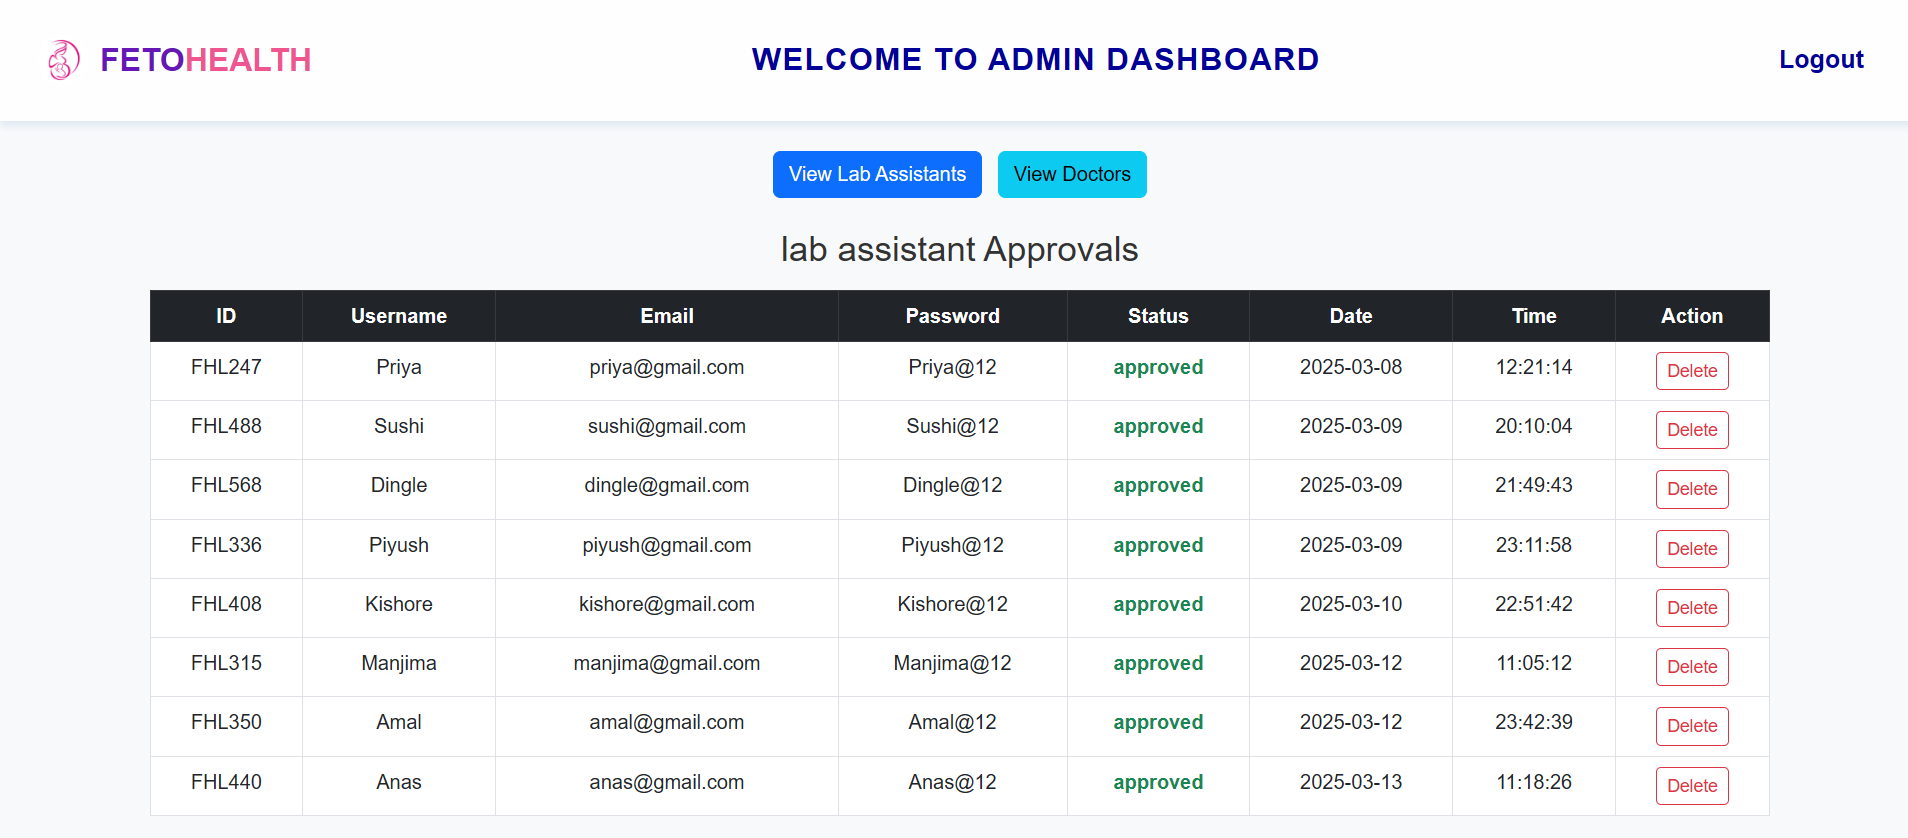 FETOHEALTH WELCOME TO ADMIN DASHBOARD Logout
View Lab Assistants View Doctors
lab assistant Approvals
ID Username Email Password Status Date Time Action
FHL247 Priya priya@gmail.com Priya@12 approved 2025-03-08 12:21:14 Delete
FHL488 Sushi sushi@gmail.com Sushi@12 approved 2025-03-09 20:10:04 Delete
FHL568 Dingle dingle@gmail.com Dingle@12 approved 2025-03-09 21:49:43 Delete
FHL336 Piyush piyush@gmail.com Piyush@12 approved 2025-03-09 23:11:58 Delete
FHL408 Kishore kishore@gmail.com Kishore@12 approved 2025-03-10 22:51:42 Delete
FHL315 Manjima manjima@gmail.com Manjima@12 approved 2025-03-12 11:05:12 Delete
FHL350 Amal amal@gmail.com Amal@12 approved 2025-03-12 23:42:39 Delete
FHL440 Anas anas@gmail.com Anas@12 approved 2025-03-13 11:18:26 Delete